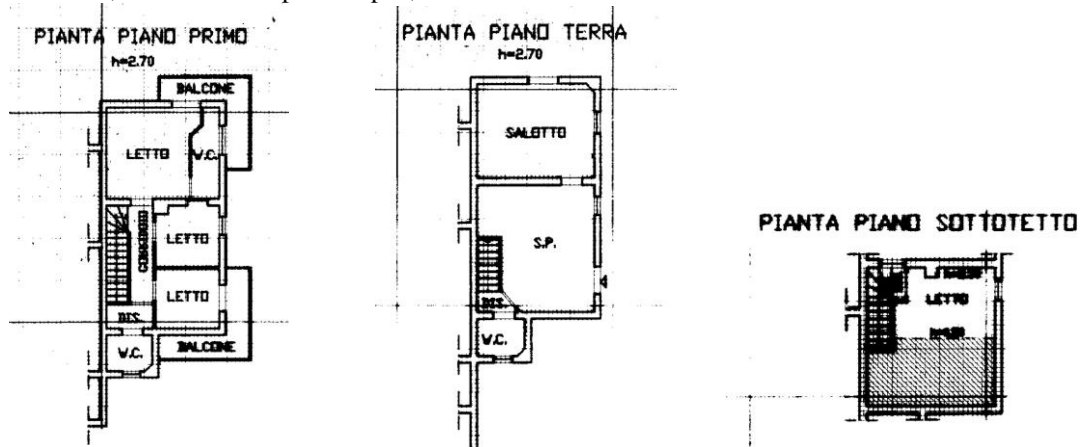 PIANTA PIANO PRIMO
h=2.70
BALCONE
LETTO
W.C.
CORRIDOIO
LETTO
LETTO
DIS.
W.C.
BALCONE
PIANTA PIANO TERRA
h=2.70
SALOTTO
S.P.
DIS.
W.C.
PIANTA PIANO SOTTOTETTO
LETTO